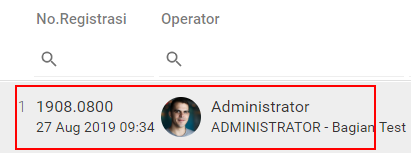 No.Registrasi Operator
1 1908.0800 Administrator
27 Aug 2019 09:34 ADMINISTRATOR - Bagian Test